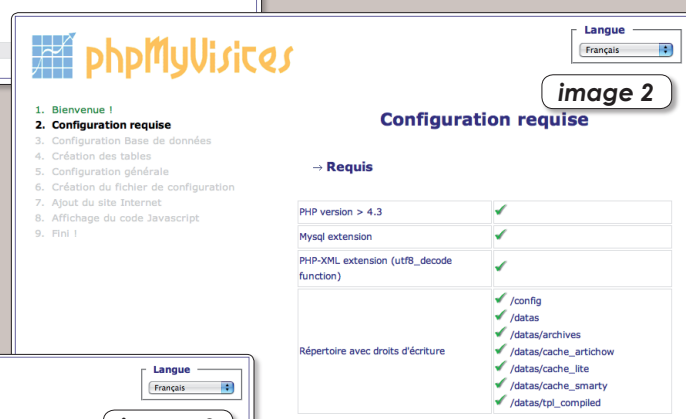 Langue
Français
phpMyVisites
image 2
1. Bienvenue !
2. Configuration requise
3. Configuration Base de données
4. Création des tables
5. Configuration générale
6. Création du fichier de configuration
7. Ajout du site Internet
8. Affichage du code Javascript
9. Fini !
Configuration requise
→ Requis
PHP version > 4.3
Mysql extension
PHP-XML extension (utf8_decode
function)
Répertoire avec droits d'écriture
/config
/datas
/datas/archives
/datas/cache_artichow
/datas/cache_lite
/datas/cache_smarty
/datas/tpl_compiled
Langue
Français